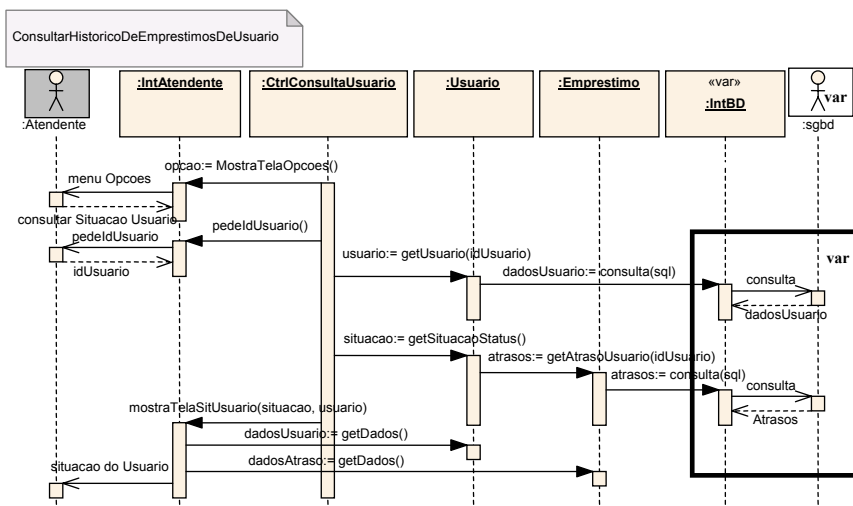 ConsultarHistoricoDeEmprestimosDeUsuario
:Atendente
:IntAtendente
:CtrlConsultaUsuario
:Usuario
:Emprestimo
«var»
:IntBD
var
:sgbd
opcao:= MostraTelaOpcoes()
menu Opcoes
consultar Situacao Usuario
pedeIdUsuario()
pedeIdUsuario
idUsuario
usuario:= getUsuario(idUsuario)
dadosUsuario:= consulta(sql)
var
consulta
dadosUsuario
situacao:= getSituacaoStatus()
atrasos:= getAtrasoUsuario(idUsuario)
atrasos:= consulta(sql)
consulta
Atrasos
mostraTelaSitUsuario(situacao, usuario)
dadosUsuario:= getDados()
dadosAtraso:= getDados()
situacao do Usuario